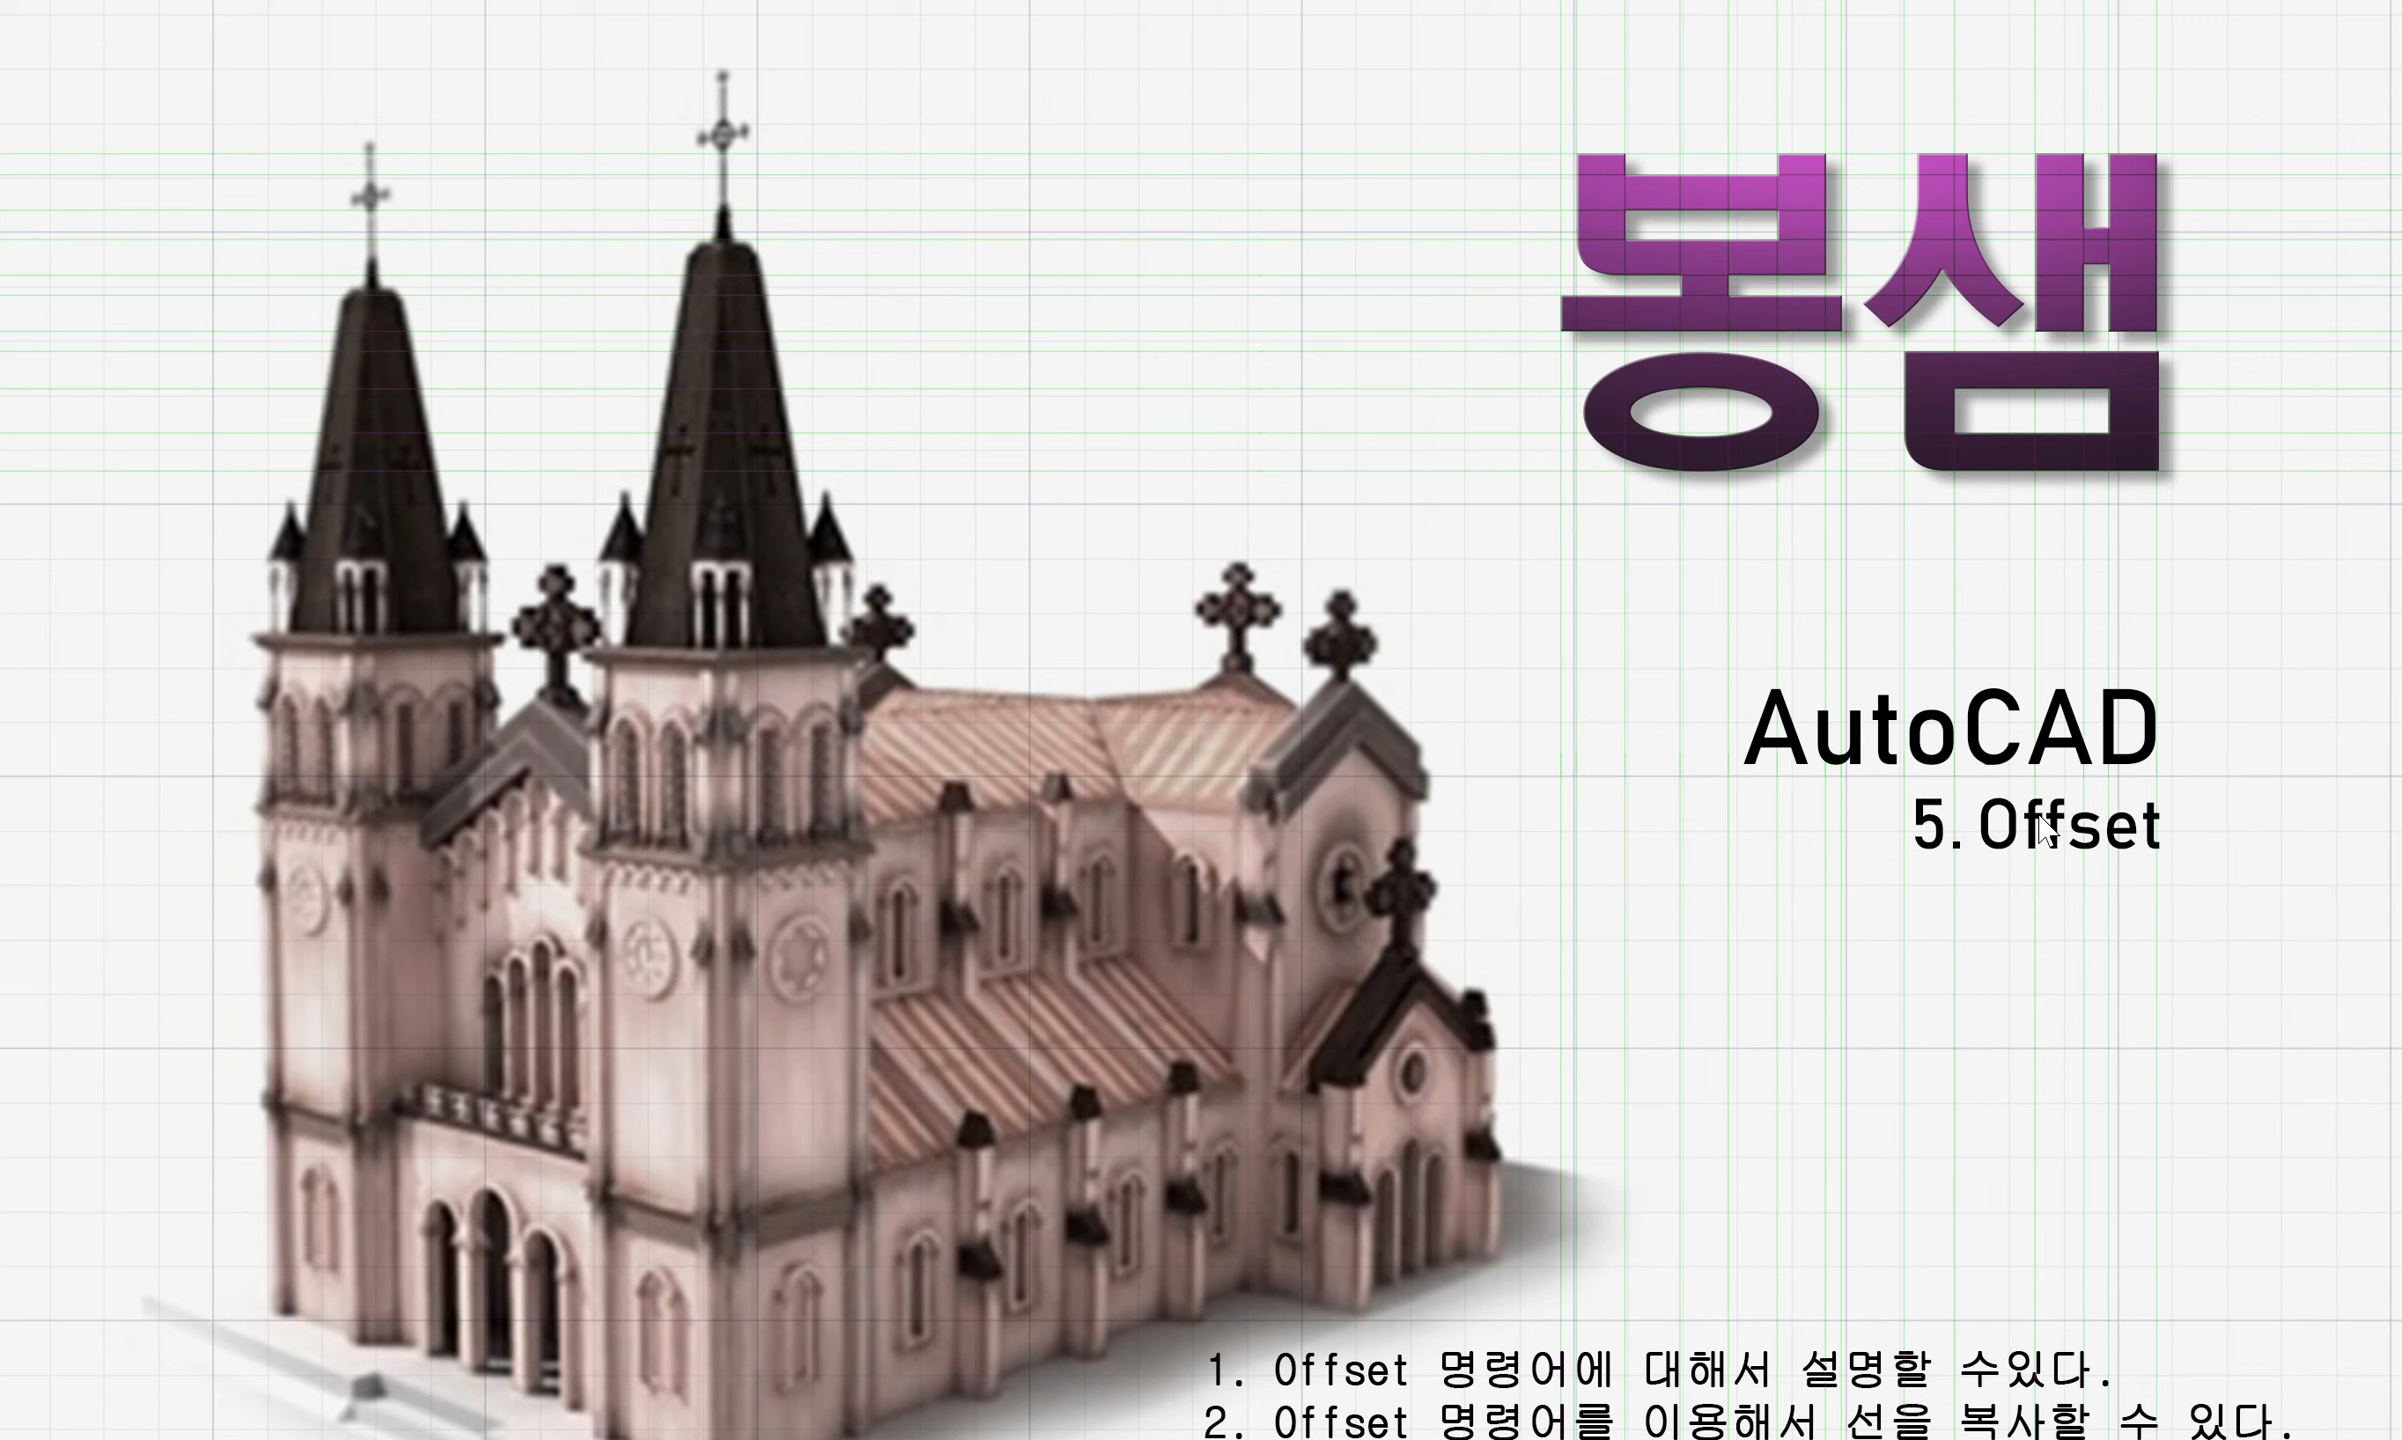 봉샘
AutoCAD
5. Offset
1. Offset 명령어에 대해서 설명할 수있다.
2. Offset 명령어를 이용해서 선을 복사할 수 있다.